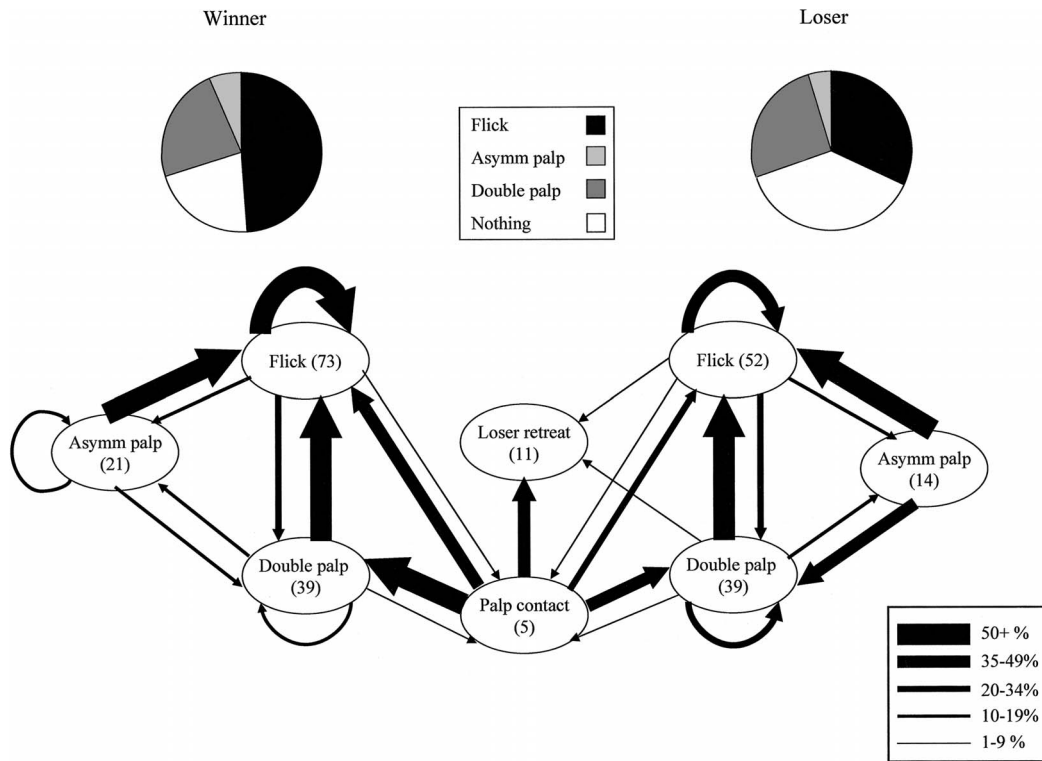 Winner
Loser
Flick
Asymm palp
Double palp
Nothing
Flick (73)
Flick (52)
Asymm palp
(21)
Loser retreat
(11)
Asymm palp
(14)
Double palp
(39)
Palp contact
(5)
Double palp
(39)
50+ %
35-49%
20-34%
10-19%
1-9 %